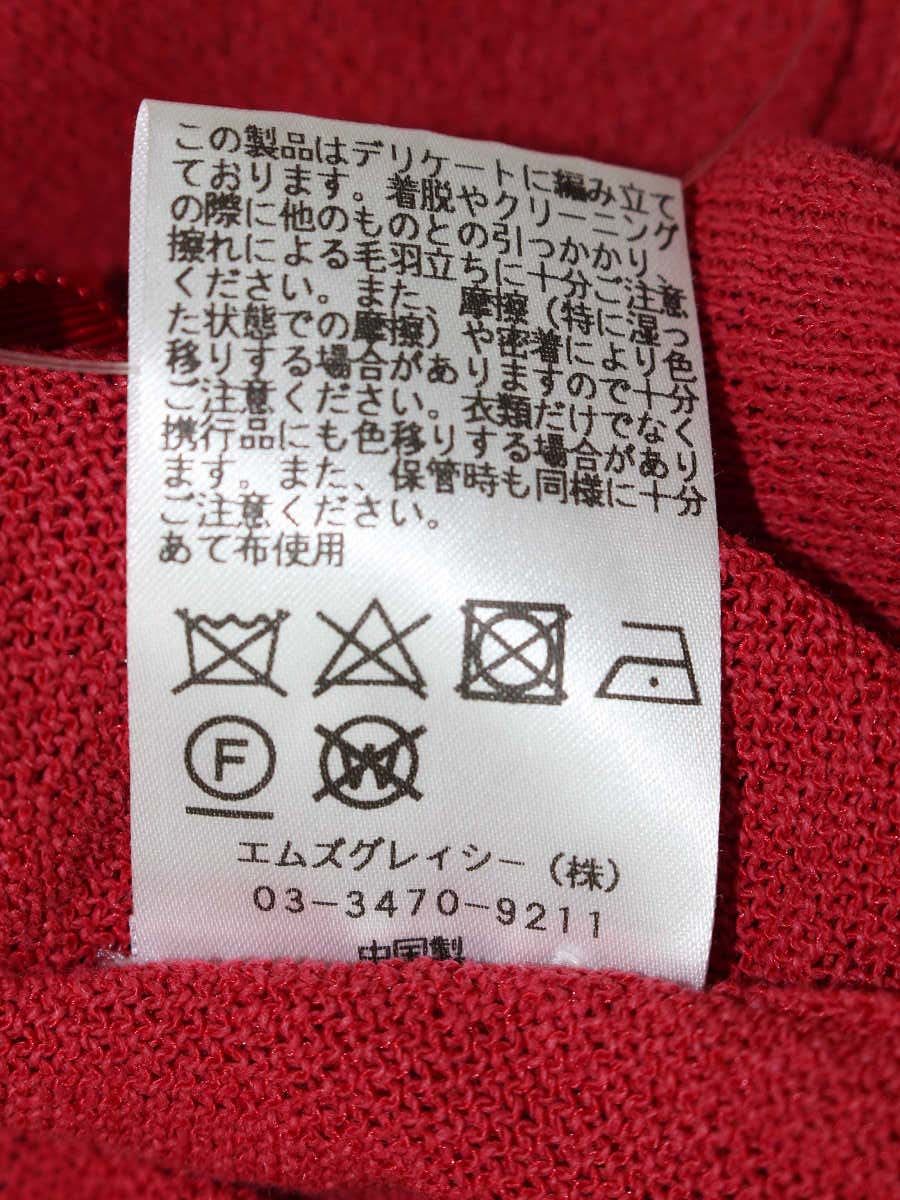 この製品はデリケートに編み立て
ております。着脱やクリーニング
の際に他のものとの引っかかり、
擦れによる毛羽立ちに十分ご注意
ください。また、摩擦(特に湿っ
た状態での摩擦)や密着により色
移りする場合がありますので十分
ご注意ください。衣類だけでなく
携行品にも色移りする場合があり
ます。また、保管時も同様に十分
ご注意ください。
あて布使用
F W
エムズグレイシー(株)
03-3470-9211
中国製